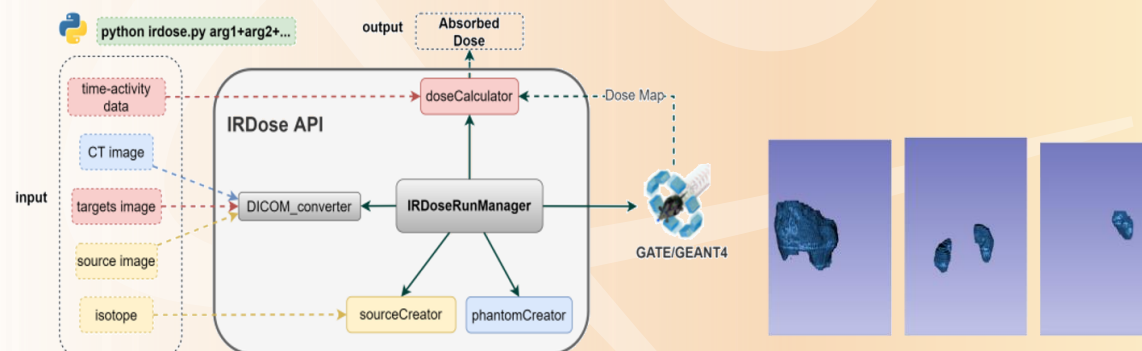 python irdose.py arg1+arg2+...
output
Absorbed
Dose
time-activity
data
doseCalculator
Dose Map
IRDose API
CT image
input
targets image
DICOM_converter
IRDoseRunManager
source image
GATE/GEANT4
isotope
sourceCreator
phantomCreator